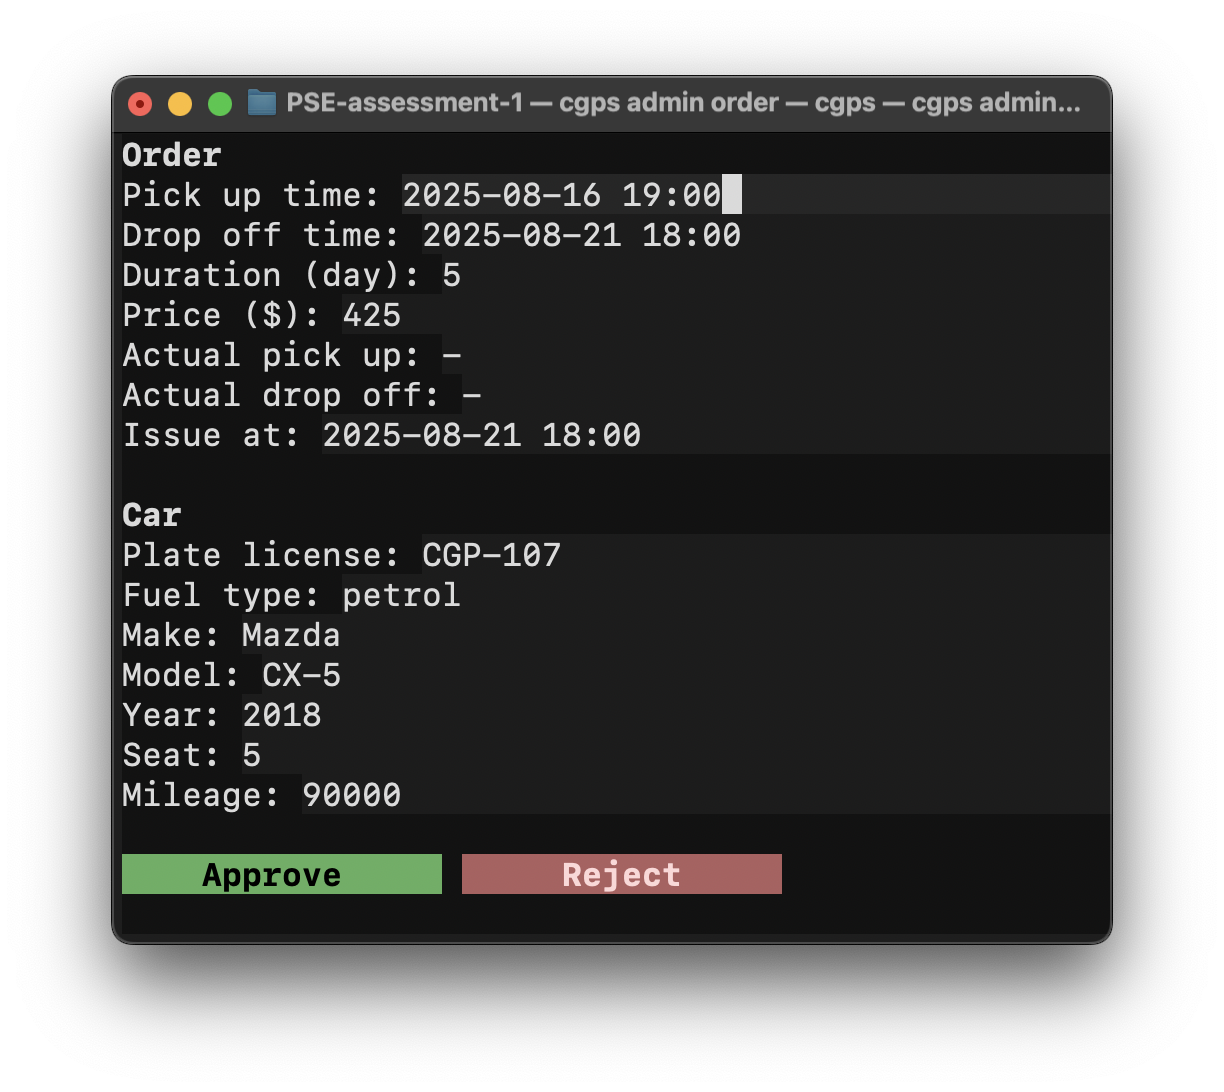 PSE-assessment-1 — cgps admin order — cgps — cgps admin...
Order
Pick up time: 2025-08-16 19:00
Drop off time: 2025-08-21 18:00
Duration (day): 5
Price ($): 425
Actual pick up: -
Actual drop off: -
Issue at: 2025-08-21 18:00
Car
Plate license: CGP-107
Fuel type: petrol
Make: Mazda
Model: CX-5
Year: 2018
Seat: 5
Mileage: 90000
Approve Reject